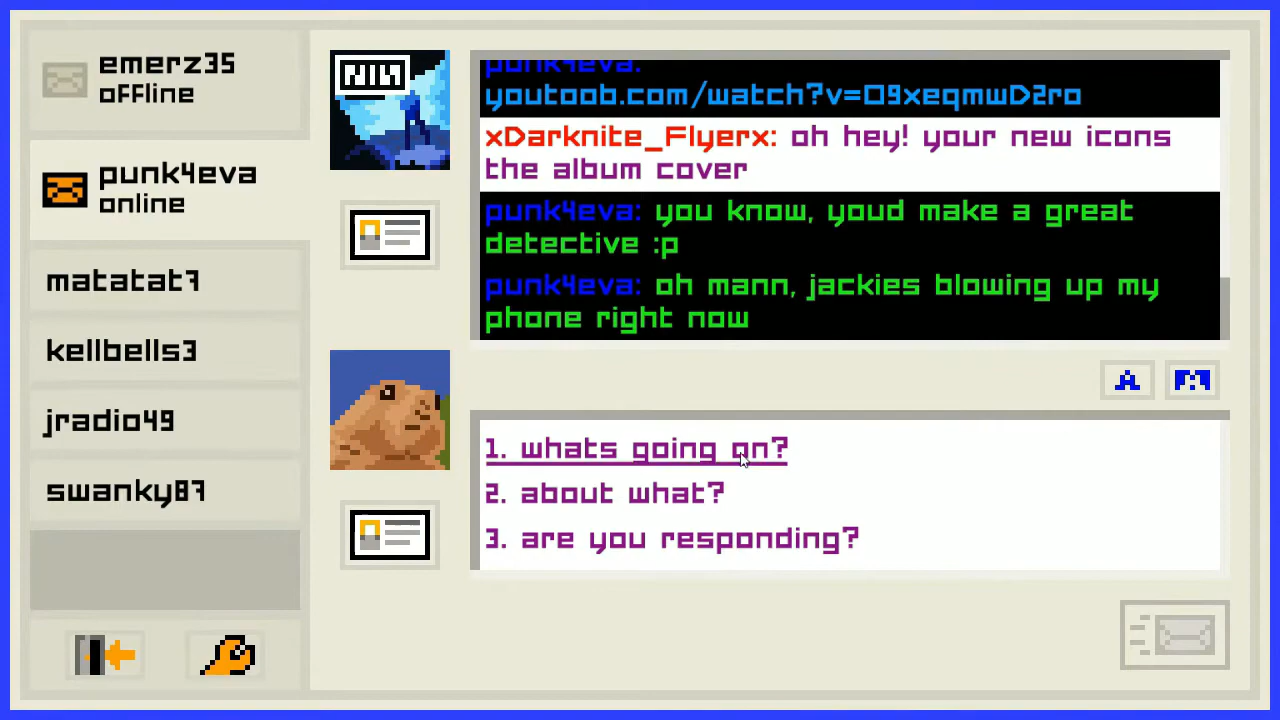 emerz35
offline
punk4eva
online
matatat7
kellbells3
jradio49
swanky87
NIN
punk4eva:
youtoob.com/watch?v=O9xeqmwD2ro
xDarknite_Flyerx: oh hey! your new icons
the album cover
punk4eva: you know, youd make a great
detective :p
punk4eva: oh mann, jackies blowing up my
phone right now
A
1. whats going on?
2. about what?
3. are you responding?